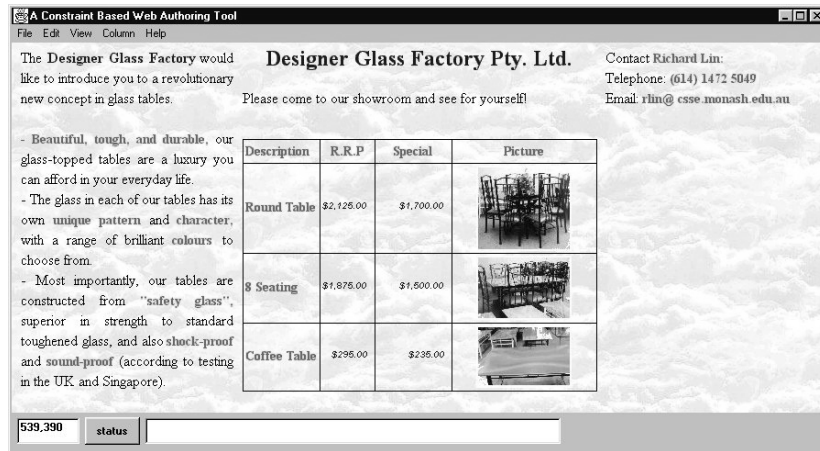 A Constraint Based Web Authoring Tool
File Edit View Column Help
The Designer Glass Factory would
like to introduce you to a revolutionary
new concept in glass tables.
- Beautiful, tough, and durable, our
glass-topped tables are a luxury you
can afford in your everyday life.
- The glass in each of our tables has its
own unique pattern and character,
with a range of brilliant colours to
choose from.
- Most importantly, our tables are
constructed from "safety glass",
superior in strength to standard
toughened glass, and also shock-proof
and sound-proof (according to testing
in the UK and Singapore).
Designer Glass Factory Pty. Ltd.
Please come to our showroom and see for yourself!
Description R.R.P Special Picture
Round Table $2,125.00 $1,700.00
8 Seating $1,875.00 $1,500.00
Coffee Table $295.00 $235.00
Contact Richard Lin:
Telephone: (614) 1472 5049
Email: rlin@ csse.monash.edu.au
539,390 status